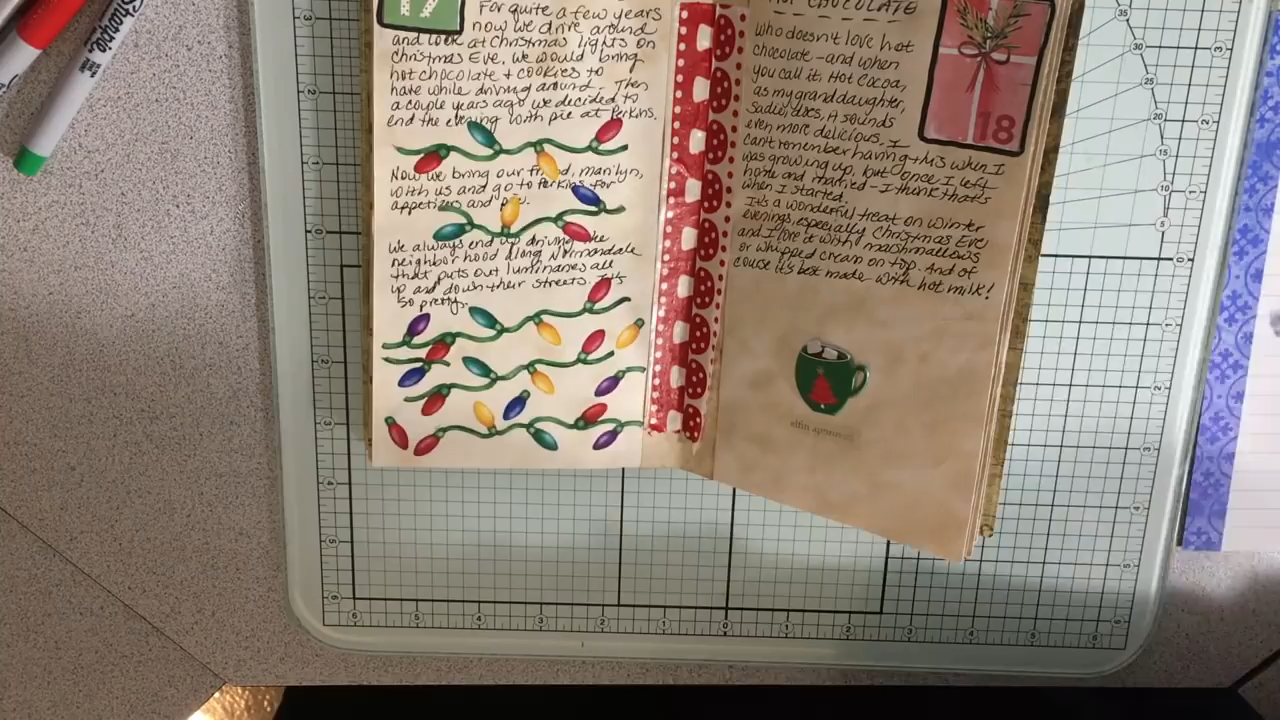 17
For quite a few years
now we drive around
and look at Christmas lights on
Christmas Eve. We would bring
hot chocolate + cookies to
have while driving around. Then
a couple years ago we decided to
end the evening with pie at Perkins.
Now we bring our friend, Marilyn,
with us and go to Perkins for
appetizers and
We always end up driving the
neighborhood along Normandale
that puts out luminaries all
up and down their streets. It's
so pretty.
HOT CHOCOLATE
18
Who doesn't love hot
chocolate - and when
you call it, Hot Cocoa,
as my granddaughter,
Sadie, does, it sounds
even more delicious. I
can't remember having this when I
was growing up, but once I left
home and married - I think that's
when I started.
It's a wonderful treat on winter
evenings, especially Christmas Eve
and I love it with marshmallows
or whipped cream on top. And of
course it's best made with hot milk!
elfin
Sharpie